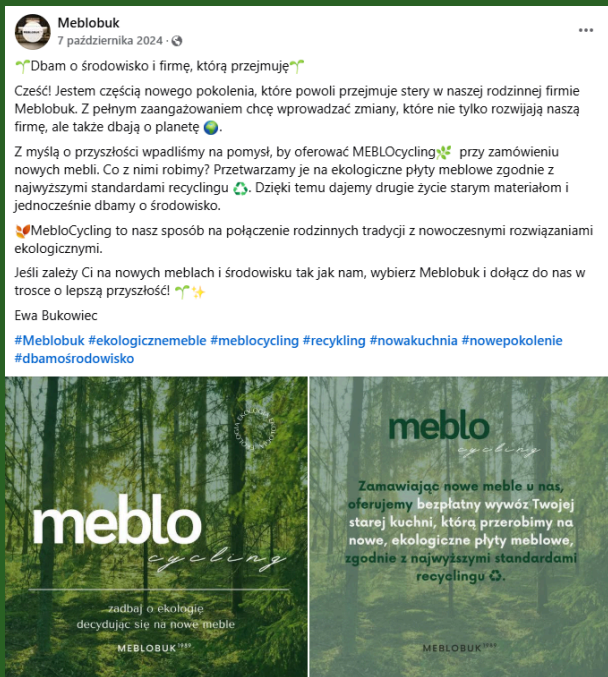 Meblobuk
7 października 2024 ·
🌱Dbam o środowisko i firmę, którą przejmuję🌱
Cześć! Jestem częścią nowego pokolenia, które powoli przejmuje stery w naszej rodzinnej firmie
Meblobuk. Z pełnym zaangażowaniem chcę wprowadzać zmiany, które nie tylko rozwijają naszą
firmę, ale także dbają o planetę 🌍.
Z myślą o przyszłości wpadliśmy na pomysł, by oferować MEBLOcycling🌿 przy zamówieniu
nowych mebli. Co z nimi robimy? Przetwarzamy je na ekologiczne płyty meblowe zgodnie z
najwyższymi standardami recyclingu ♻️. Dzięki temu dajemy drugie życie starym materiałom i
jednocześnie dbamy o środowisko.
🍂MebloCycling to nasz sposób na połączenie rodzinnych tradycji z nowoczesnymi rozwiązaniami
ekologicznymi.
Jeśli zależy Ci na nowych meblach i środowisku tak jak nam, wybierz Meblobuk i dołącz do nas w
trosce o lepszą przyszłość! 🌱✨
Ewa Bukowiec
#Meblobuk #ekologicznemeble #meblocycling #recykling #nowakuchnia #nowepokolenie
#dbamośrodowisko
meblo
cycling
zadbaj o ekologię
decydując się na nowe meble
MEBLOBUK 1989
meblo
cycling
Zamawiając nowe meble u nas,
oferujemy bezpłatny wywóz Twojej
starej kuchni, którą przerobimy na
nowe, ekologiczne płyty meblowe,
zgodnie z najwyższymi standardami
recyclingu ♻.
MEBLOBUK 1989